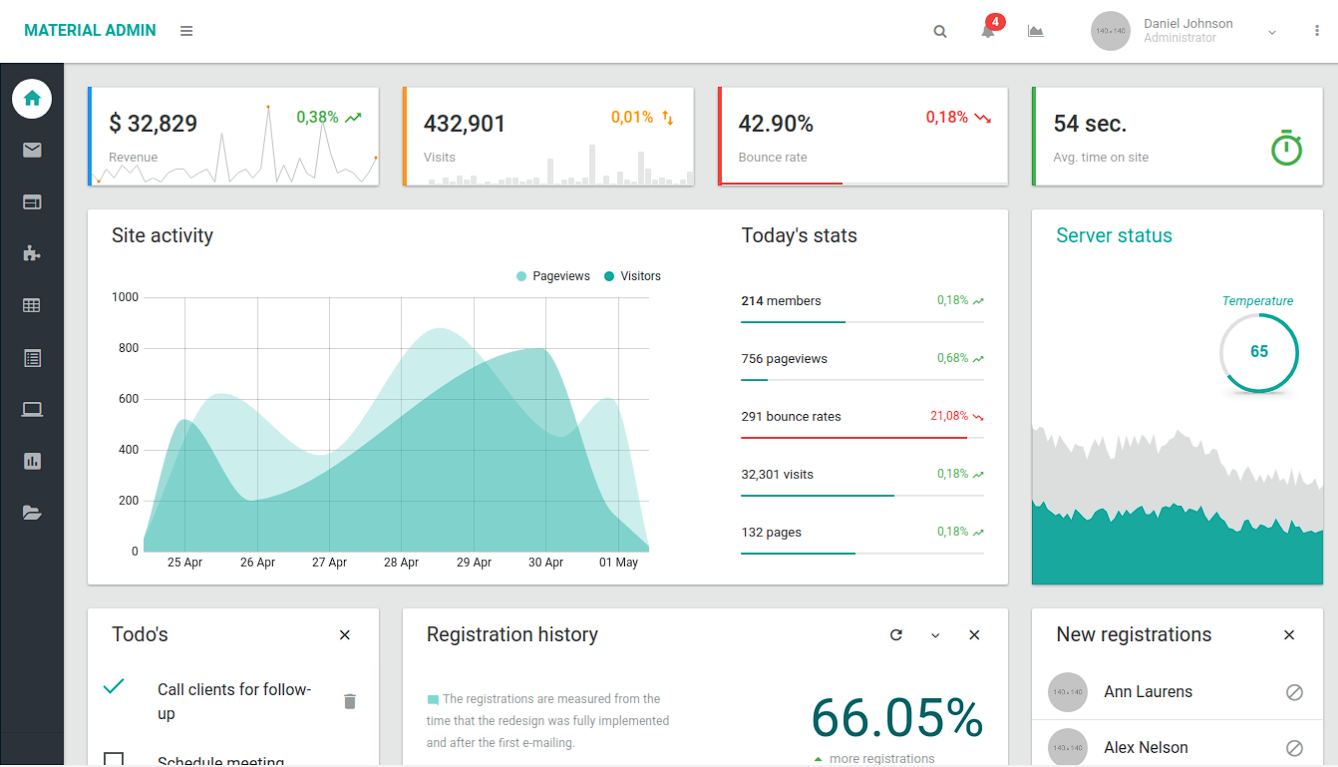 MATERIAL ADMIN
4
140×140
Daniel Johnson
Administrator
$ 32,829
0,38%
Revenue
432,901
0,01%
Visits
42.90%
0,18%
Bounce rate
54 sec.
Avg. time on site
Site activity
Pageviews
Visitors
1000
800
600
400
200
0
25 Apr
26 Apr
27 Apr
28 Apr
29 Apr
30 Apr
01 May
Today's stats
214 members
0,18%
756 pageviews
0,68%
291 bounce rates
21,08%
32,301 visits
0,18%
132 pages
0,18%
Server status
Temperature
65
Todo's
Call clients for follow-
up
Schedule meeting
Registration history
The registrations are measured from the
time that the redesign was fully implemented
and after the first e-mailing.
66.05%
more registrations
New registrations
140×140
Ann Laurens
140×140
Alex Nelson